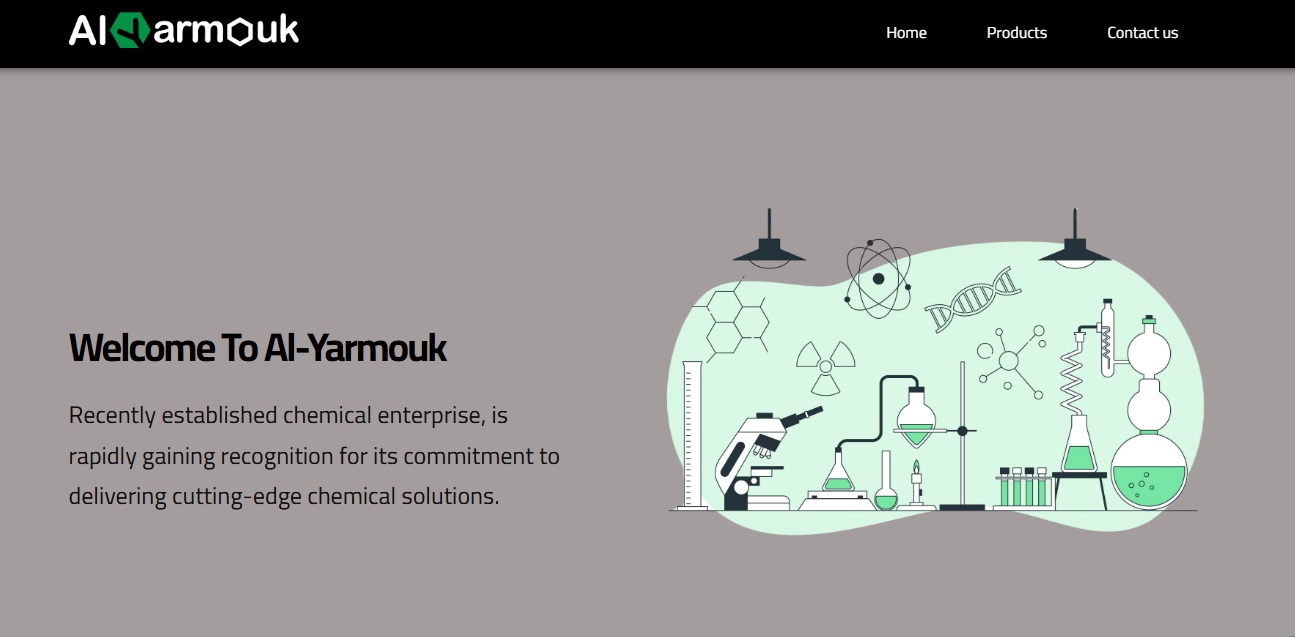 Al Yarmouk
Home
Products
Contact us
Welcome To Al-Yarmouk
Recently established chemical enterprise, is
rapidly gaining recognition for its commitment to
delivering cutting-edge chemical solutions.